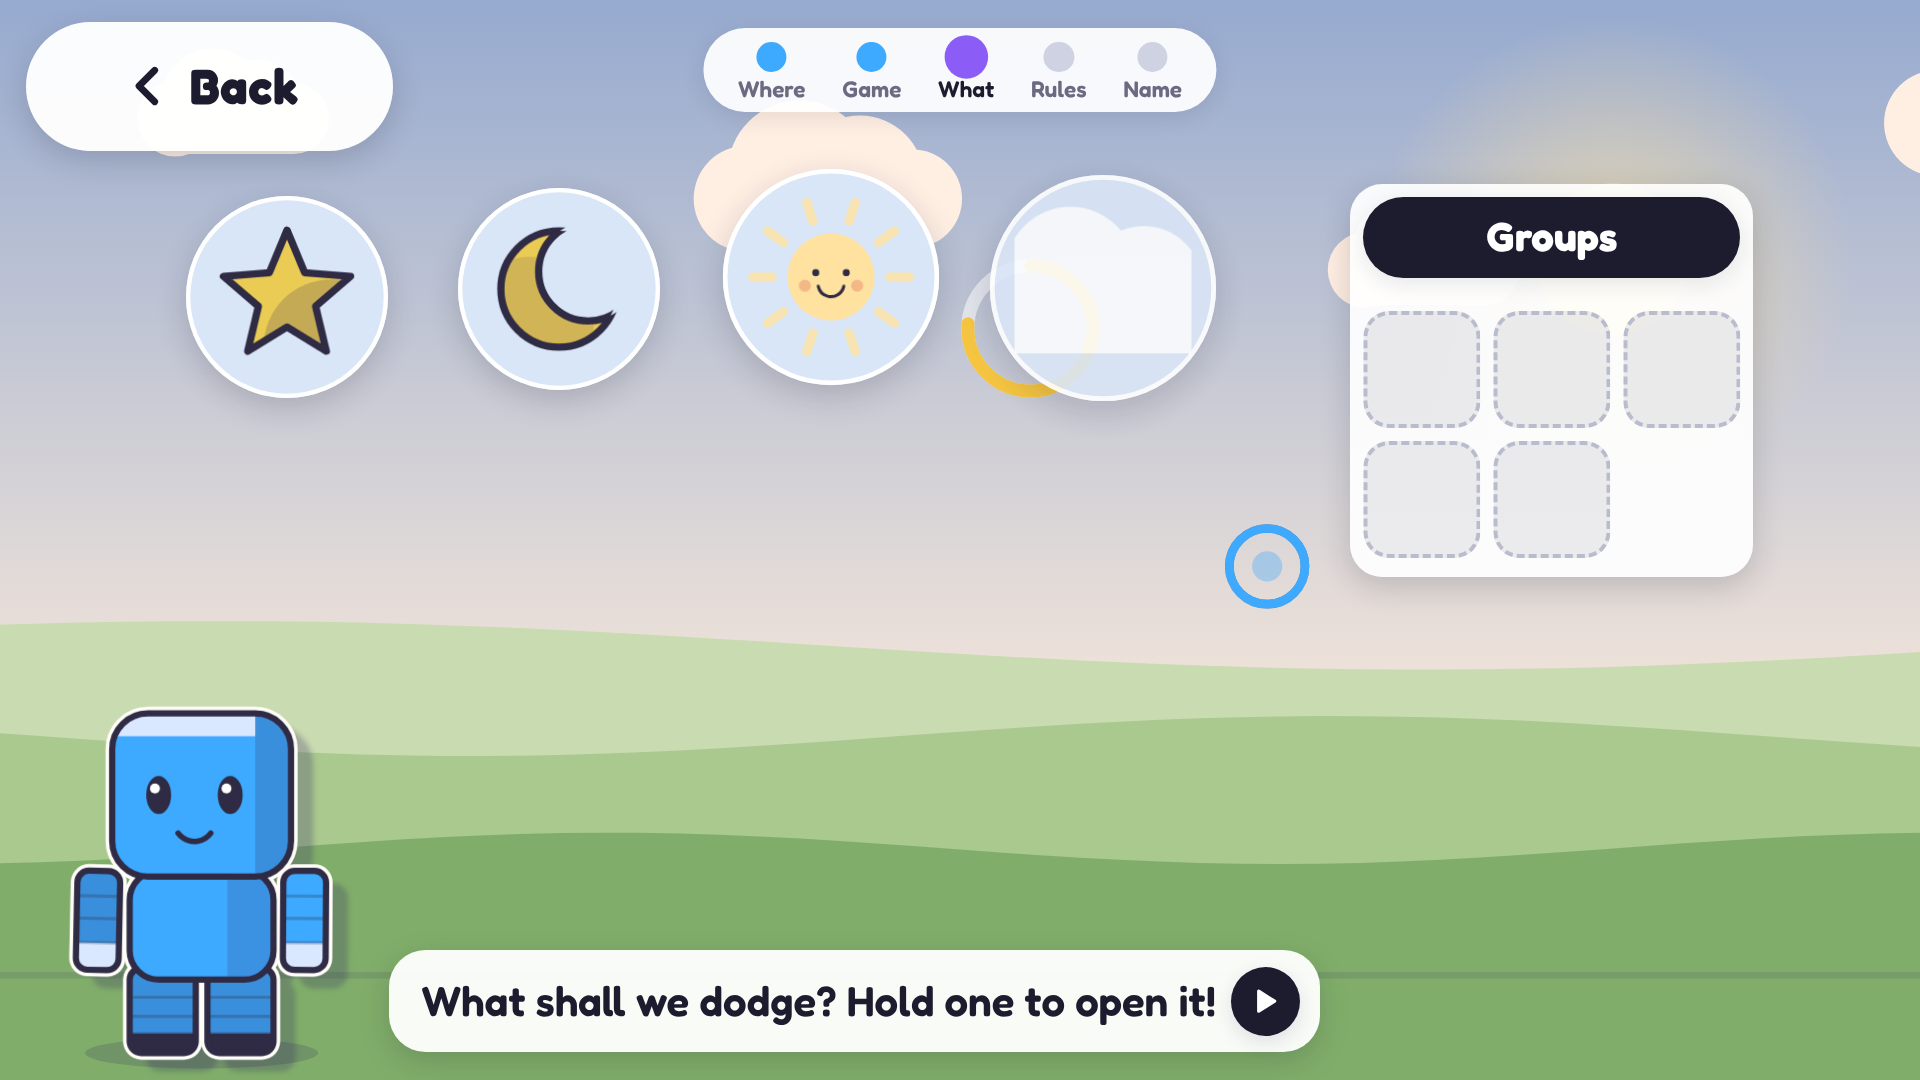 Back
Where
Game
What
Rules
Name
Groups
What shall we dodge? Hold one to open it!